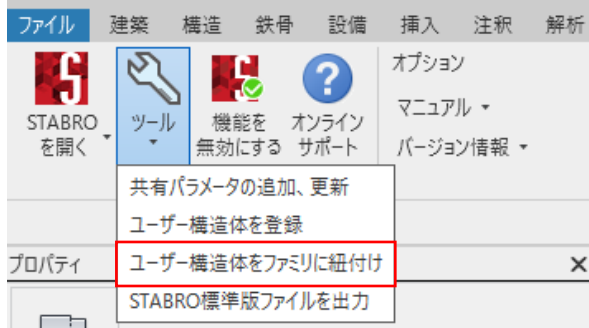 ファイル 建築 構造 鉄骨 設備 挿入 注釈 解析
STABRO
を開く
ツール
機能を
無効にする
オンライン
サポート
オプション
マニュアル
バージョン情報
共有パラメータの追加、更新
ユーザー構造体を登録
プロパティ
ユーザー構造体をファミリに紐付け
STABRO標準版ファイルを出力